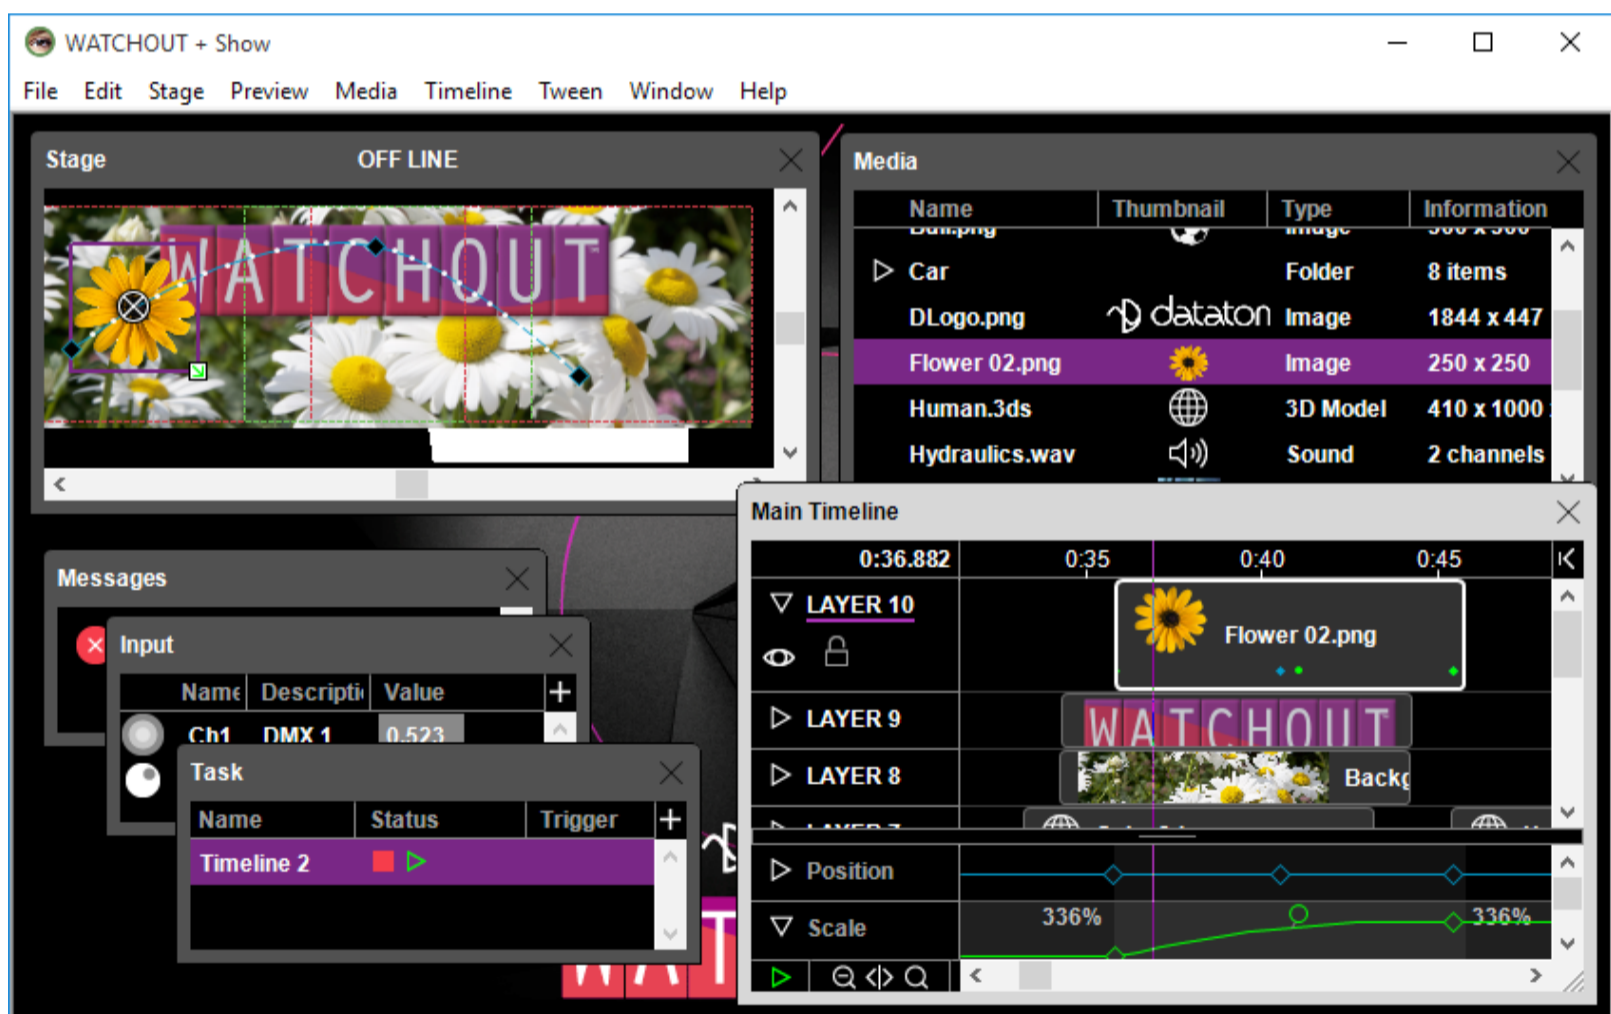 WATCHOUT + Show
File Edit Stage Preview Media Timeline Tween Window Help
Stage OFF LINE
WATCHOUT
Media
Name Thumbnail Type Information
Car Folder 8 items
DLogo.png dataton Image 1844 x 447
Flower 02.png Image 250 x 250
Human.3ds 3D Model 410 x 1000
Hydraulics.wav Sound 2 channels
Main Timeline
0:36.882 0:35 0:40 0:45
LAYER 10
Flower 02.png
LAYER 9 WATCHOUT
LAYER 8 Backg
Position
336% 336%
Scale
Messages
Input
Name Descripti Value
Ch1 DMX 1 0.523
Task
Name Status Trigger
Timeline 2
WAT